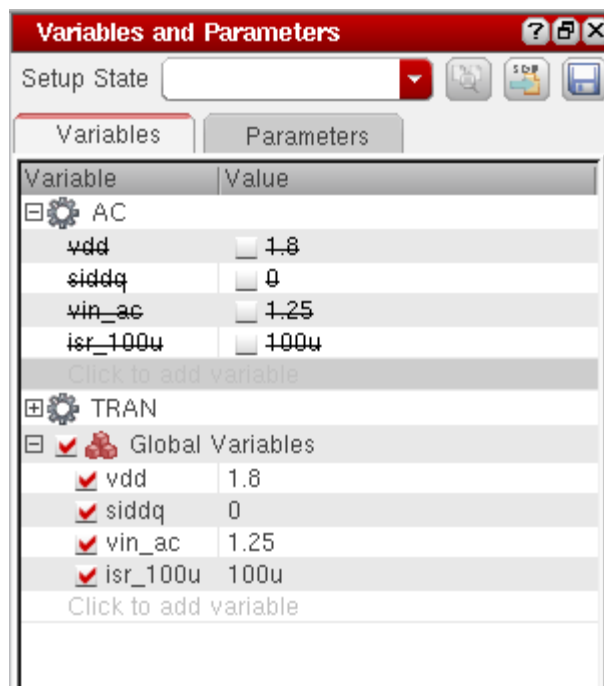 Variables and Parameters
Setup State
Variables Parameters
Variable Value
AC
vdd 1.8
siddq 0
vin_ac 1.25
isr_100u 100u
Click to add variable
TRAN
Global Variables
vdd 1.8
siddq 0
vin_ac 1.25
isr_100u 100u
Click to add variable